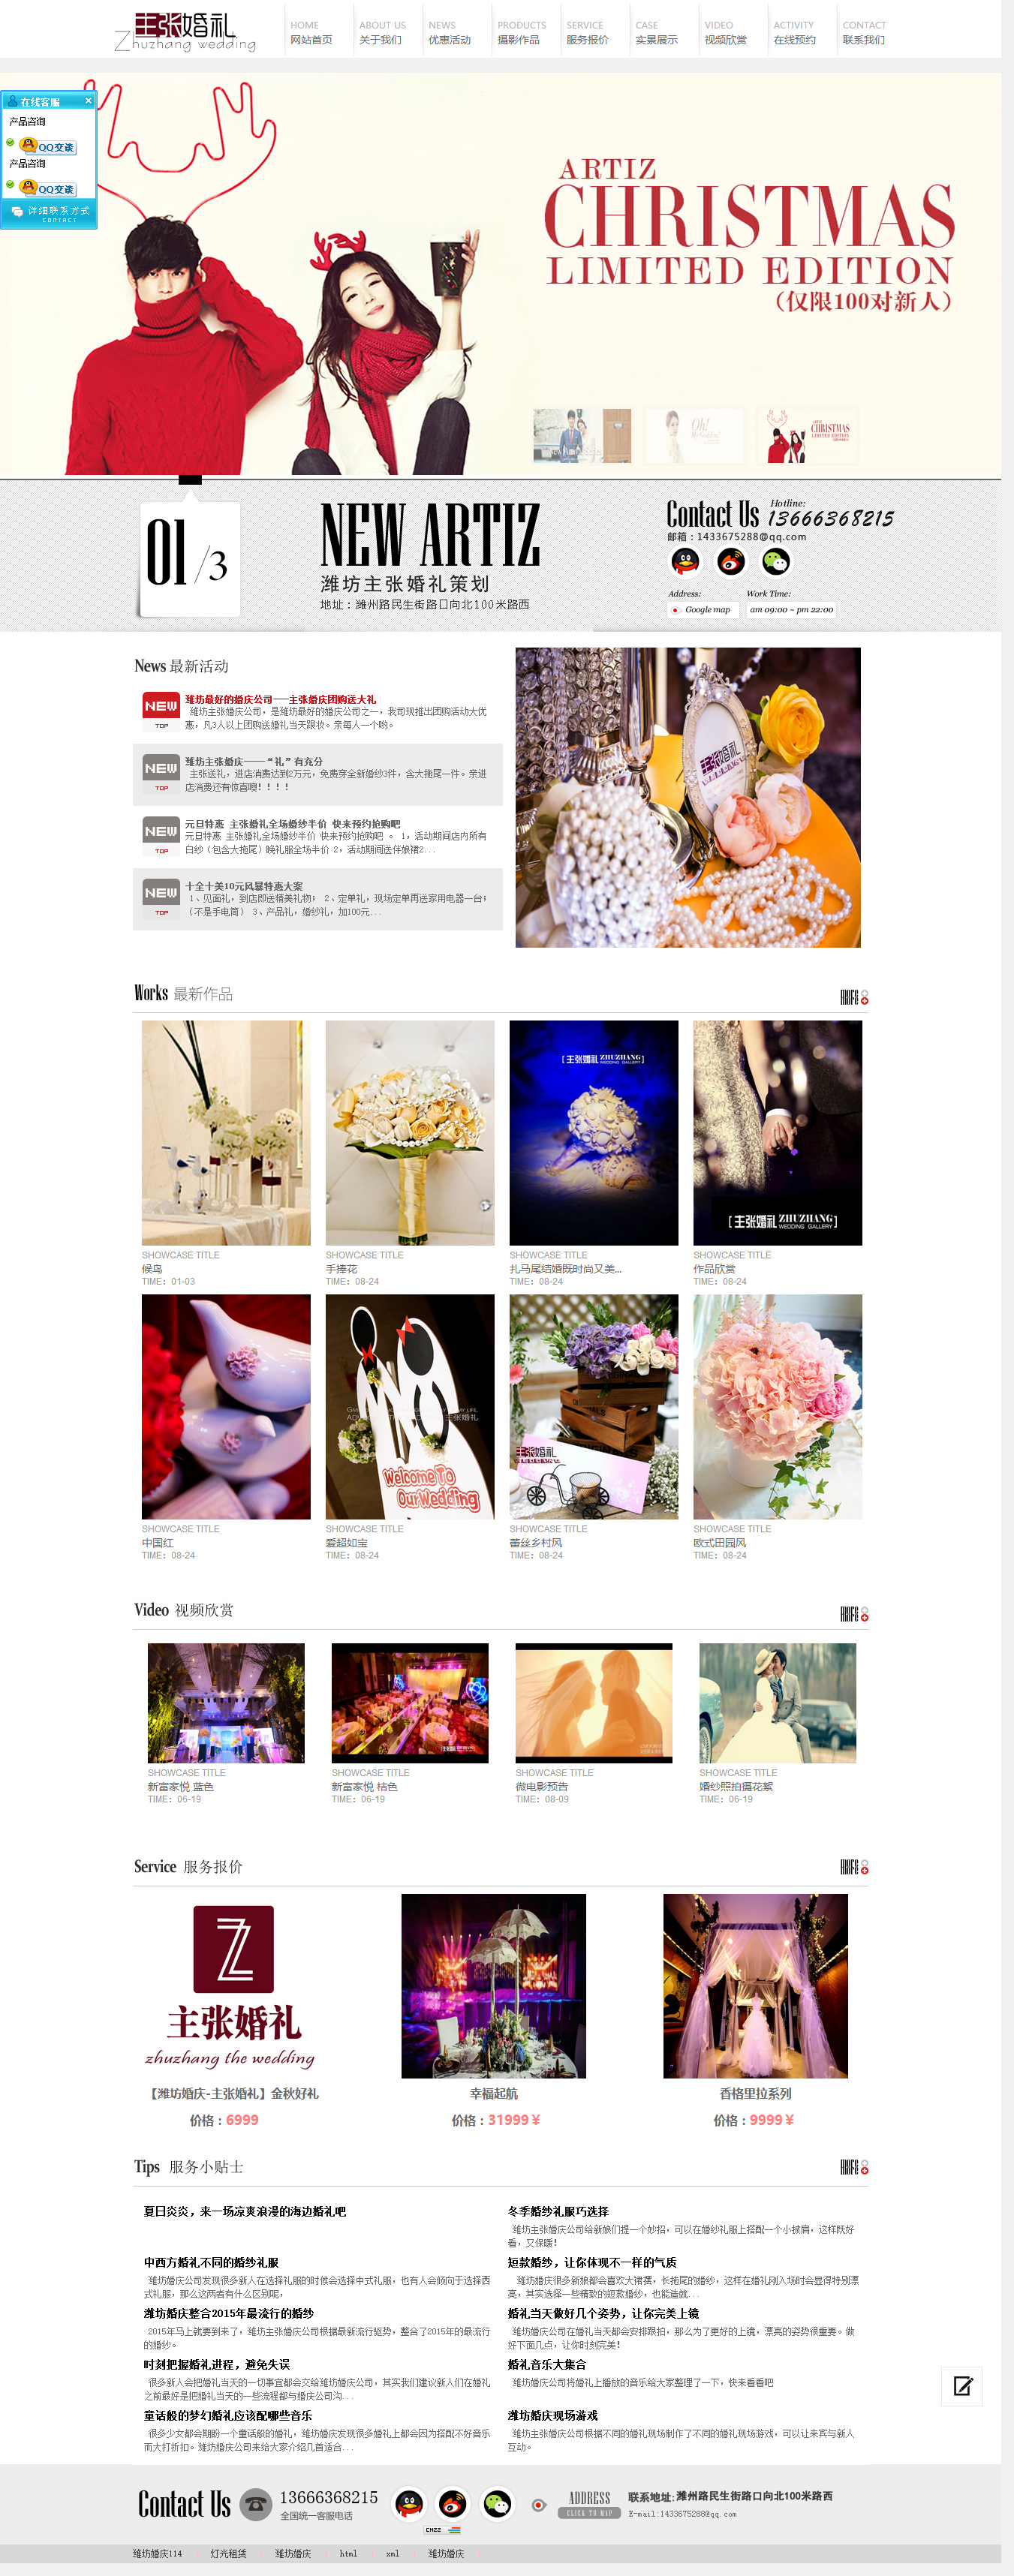 主张婚礼
Zhuzhang wedding
HOME
网站首页
ABOUT US
关于我们
NEWS
优惠活动
PRODUCTS
摄影作品
SERVICE
服务报价
CASE
实景展示
VIDEO
视频欣赏
ACTIVITY
在线预约
CONTACT
联系我们
在线客服
产品咨询
QQ交谈
产品咨询
QQ交谈
详细联系方式
CONTACT
ARTIZ
CHRISTMAS
LIMITED EDITION
(仅限100对新人)
01/3
NEW ARTIZ
潍坊主张婚礼策划
地址：潍州路民生街路口向北100米路西
Contact Us
Hotline:
13666368215
邮箱：1433675288@qq.com
Address:
Work Time:
Google map
am 09:00 ~ pm 22:00
News 最新活动
NEW
TOP
潍坊最好的婚庆公司——主张婚庆团购送大礼
潍坊主张婚庆公司，是潍坊最好的婚庆公司之一，我司现推出团购活动大优
惠，凡3人以上团购送婚礼当天跟妆。亲每人一个哟。
NEW
TOP
潍坊主张婚庆——“礼”有充分
主张送礼，进店消费达到2万元，免费穿全新婚纱3件，含大拖尾一件。亲进
店消费还有惊喜噢！！！！
NEW
TOP
元旦特惠 主张婚礼全场婚纱半价 快来预约抢购吧
元旦特惠 主张婚礼全场婚纱半价 快来预约抢购吧 。 1，活动期间店内所有
白纱（包含大拖尾）晚礼服全场半价 2，活动期间送伴娘裙2...
NEW
TOP
十全十美10元风暴特惠大案
1、见面礼，到店即送精美礼物； 2、定单礼，现场定单再送家用电器一台；
（不是手电筒） 3、产品礼，婚纱礼，加100元...
Works 最新作品
MORE
SHOWCASE TITLE
候鸟
TIME: 01-03
SHOWCASE TITLE
手捧花
TIME: 08-24
[主张婚礼 ZHUZHANG WEDDING GALLERY]
SHOWCASE TITLE
扎马尾结婚既时尚又美...
TIME: 08-24
[主张婚礼 ZHUZHANG WEDDING GALLERY]
SHOWCASE TITLE
作品欣赏
TIME: 08-24
SHOWCASE TITLE
中国红
TIME: 08-24
Welcome To
Our Wedding
SHOWCASE TITLE
爱超如宝
TIME: 08-24
主张婚礼
SHOWCASE TITLE
蕾丝乡村风
TIME: 08-24
SHOWCASE TITLE
欧式田园风
TIME: 08-24
Video 视频欣赏
MORE
SHOWCASE TITLE
新富家悦 蓝色
TIME: 06-19
SHOWCASE TITLE
新富家悦 桔色
TIME: 06-19
SHOWCASE TITLE
微电影预告
TIME: 08-09
SHOWCASE TITLE
婚纱照拍摄花絮
TIME: 06-19
Service 服务报价
MORE
主张婚礼
zhuzhang the wedding
【潍坊婚庆-主张婚礼】金秋好礼
价格：6999
幸福起航
价格：31999￥
香格里拉系列
价格：9999￥
Tips 服务小贴士
MORE
夏日炎炎，来一场凉爽浪漫的海边婚礼吧
冬季婚纱礼服巧选择
潍坊主张婚庆公司给新娘们提一个妙招，可以在婚纱礼服上搭配一个小披肩，这样既好
看，又保暖！
中西方婚礼不同的婚纱礼服
潍坊婚庆公司发现很多新人在选择礼服的时候会选择中式礼服，也有人会倾向于选择西
式礼服，那么这两者有什么区别呢，
短款婚纱，让你体现不一样的气质
潍坊婚庆很多新娘都会喜欢大裙摆，长拖尾的婚纱，这样在婚礼刚入场时会显得特别漂
亮，其实选择一些精致的短款婚纱，也能造就...
潍坊婚庆整合2015年最流行的婚纱
2015年马上就要到来了，潍坊主张婚庆公司根据最新流行驱势，整合了2015年的最流行
的婚纱。
婚礼当天做好几个姿势，让你完美上镜
潍坊婚庆公司在婚礼当天都会安排跟拍，那么为了更好的上镜，漂亮的姿势很重要。做
好下面几点，让你时刻完美！
时刻把握婚礼进程，避免失误
很多新人会把婚礼当天的一切事宜都会交给潍坊婚庆公司，其实我们建议新人们在婚礼
之前最好是把婚礼当天的一些流程都与婚庆公司沟...
婚礼音乐大集合
潍坊婚庆公司将婚礼上播放的音乐给大家整理了一下，快来看看吧
童话般的梦幻婚礼应该配哪些音乐
很多少女都会期盼一个童话般的婚礼，潍坊婚庆发现很多婚礼上都会因为搭配不好音乐
而大打折扣。潍坊婚庆公司来给大家介绍几首适合...
潍坊婚庆现场游戏
潍坊主张婚庆公司根据不同的婚礼现场制作了不同的婚礼现场游戏，可以让来宾与新人
互动。
Contact Us
13666368215
全国统一客服电话
CNZZ
ADDRESS
CLICK TO MAP
联系地址：潍州路民生街路口向北100米路西
E-mail:1433675288@qq.com
潍坊婚庆114
灯光租赁
潍坊婚庆
html
xml
潍坊婚庆